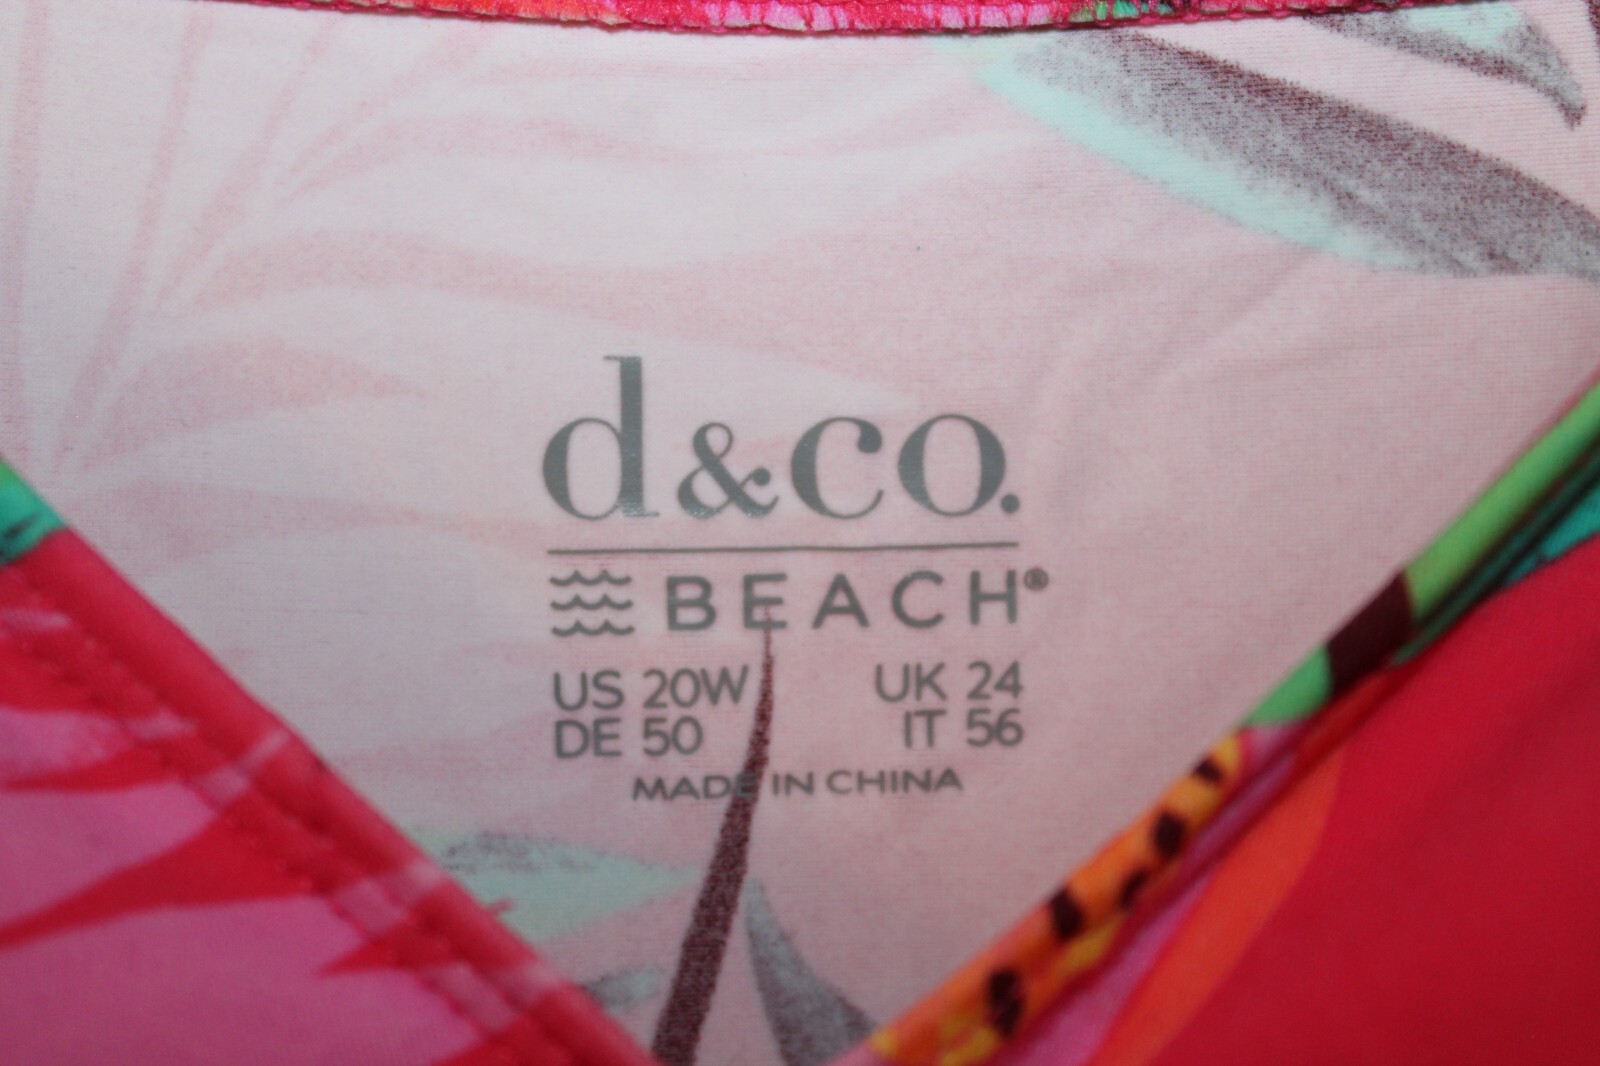 d&co.
BEACH®
US 20W UK 24
DE 50 IT 56
MADE IN CHINA